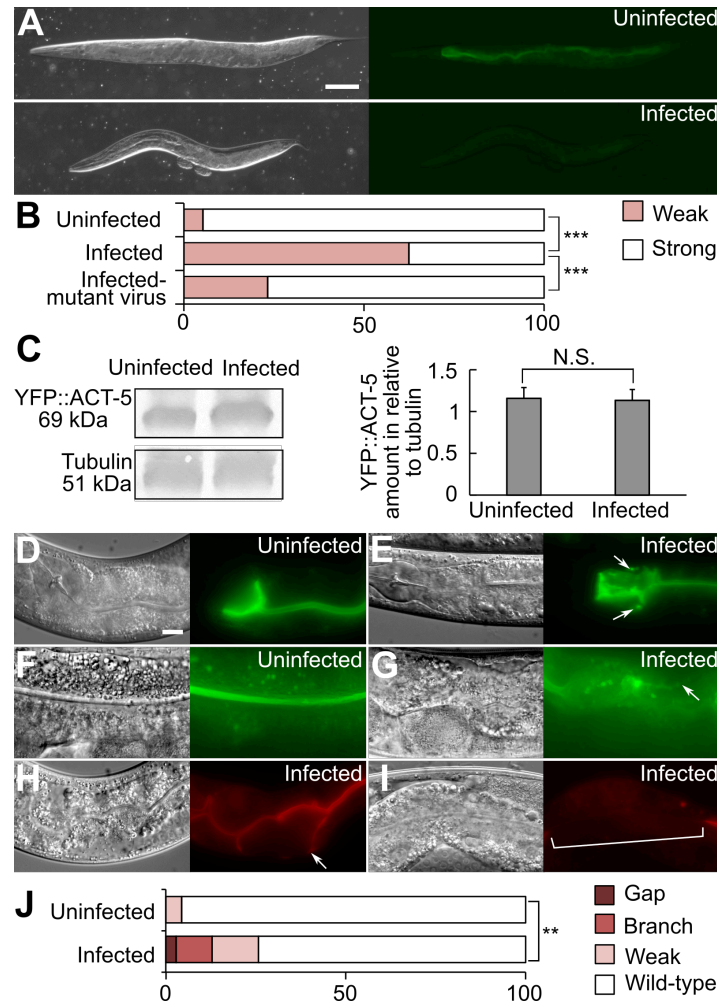 A
Uninfected
Infected
B
Uninfected
Infected
Infected-
mutant virus
***
***
Weak
Strong
0
50
100
C
Uninfected
Infected
YFP::ACT-5
69 kDa
Tubulin
51 kDa
YFP::ACT-5
amount in relative
to tubulin
1.5
1
0.5
0
N.S.
Uninfected
Infected
D
Uninfected
E
Infected
F
Uninfected
G
Infected
H
Infected
I
Infected
J
Uninfected
Infected
**
Gap
Branch
Weak
Wild-type
0
50
100